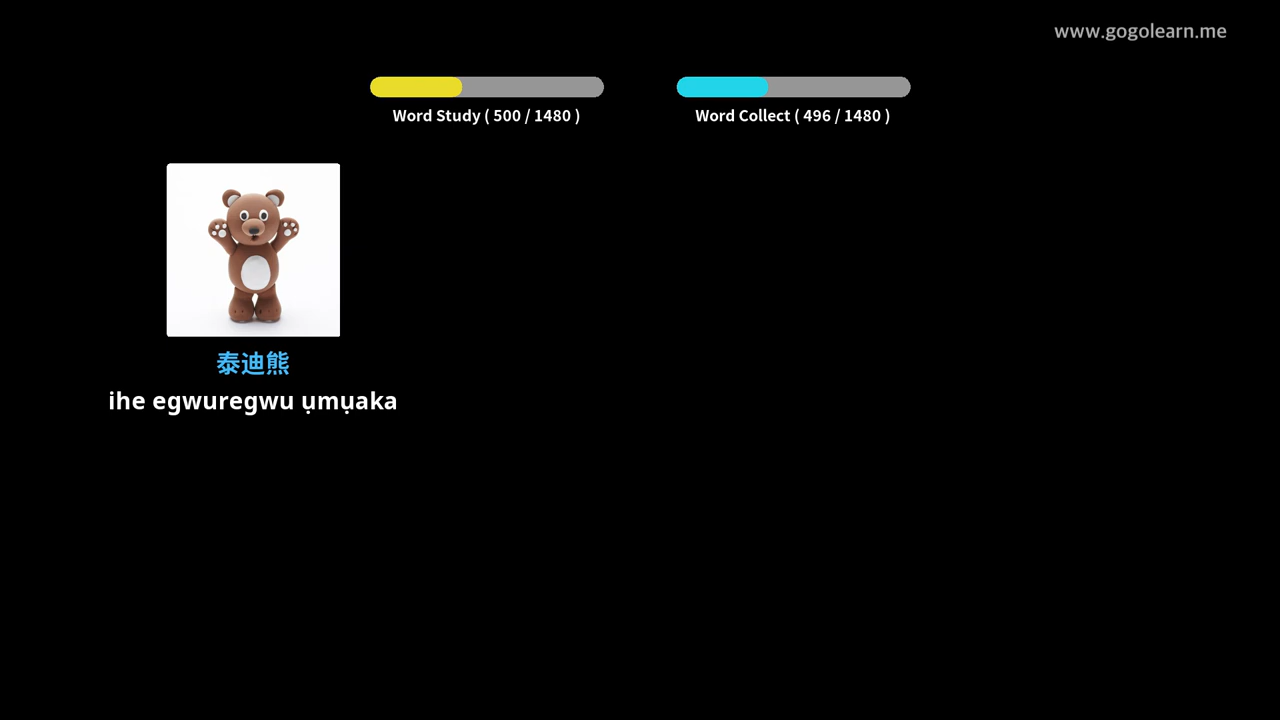 www.gogolearn.me
Word Study ( 500 / 1480 )
Word Collect ( 496 / 1480 )
泰迪熊
ihe egwuregwu ụmụaka